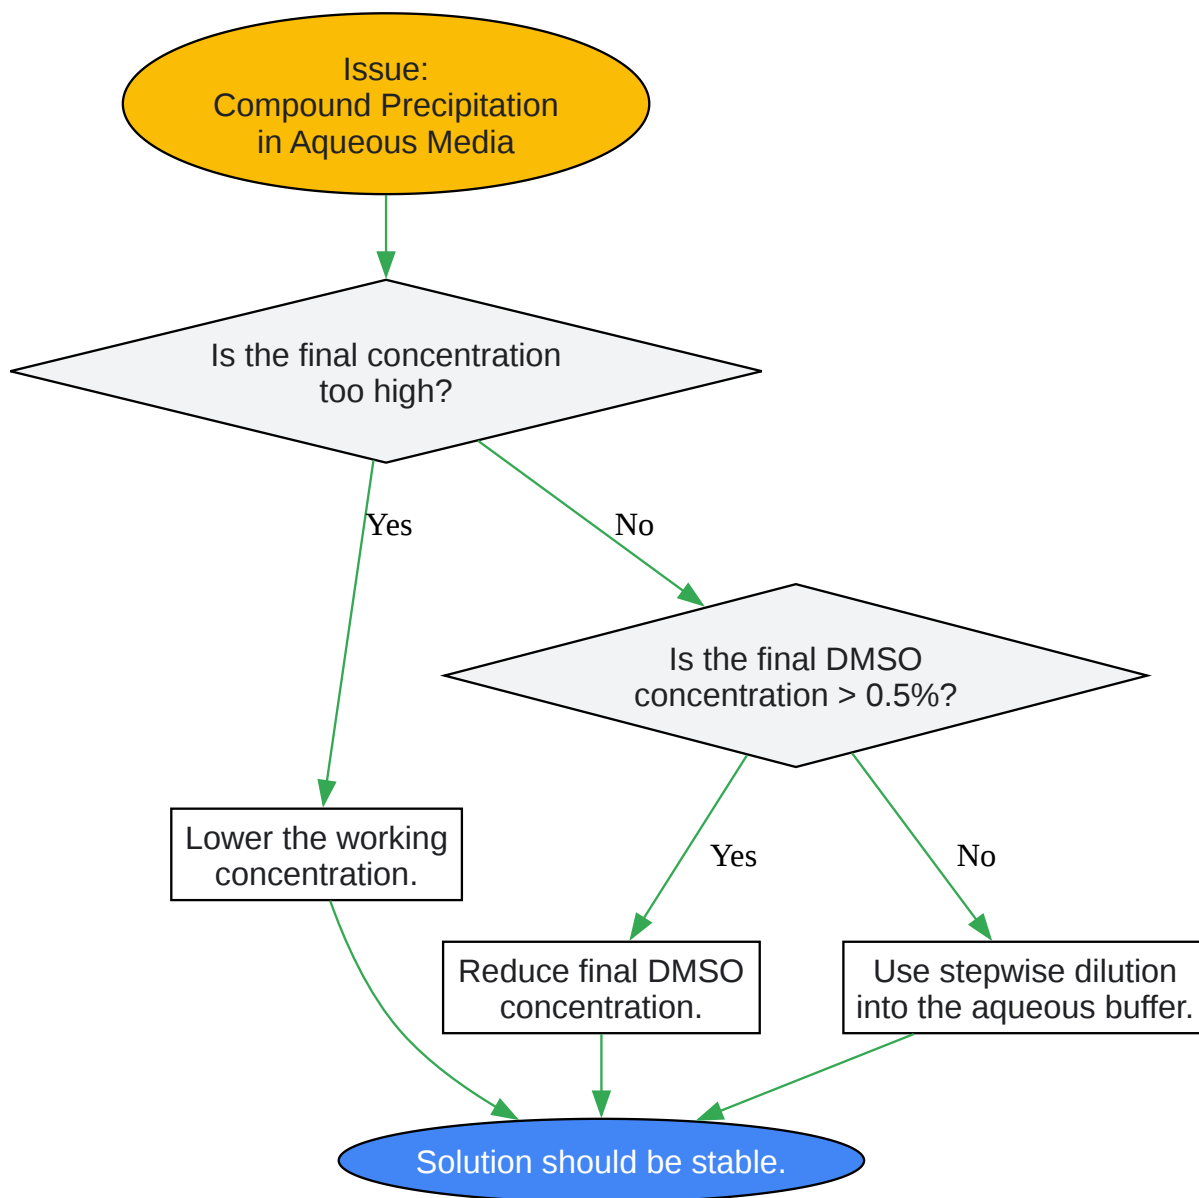 Issue:
Compound Precipitation
in Aqueous Media
Is the final concentration
too high?
Yes
No
Is the final DMSO
concentration > 0.5%?
Lower the working
concentration.
Yes
No
Reduce final DMSO
concentration.
Use stepwise dilution
into the aqueous buffer.
Solution should be stable.